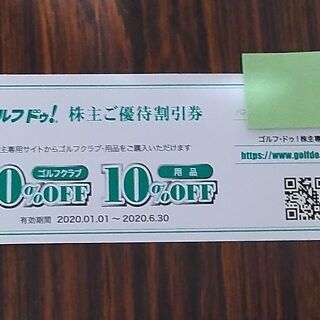 ルフ ドゥ! 株主ご優待割引券
主専用サイトからゴルフクラブ・用品をご購入いただけます
ゴルフクラブ
0%OFF
用品
10%OFF
有効期間 2020.01.01 ～ 2020.6.30
ゴルフ・ドゥ!株主専
https://www.golfdo